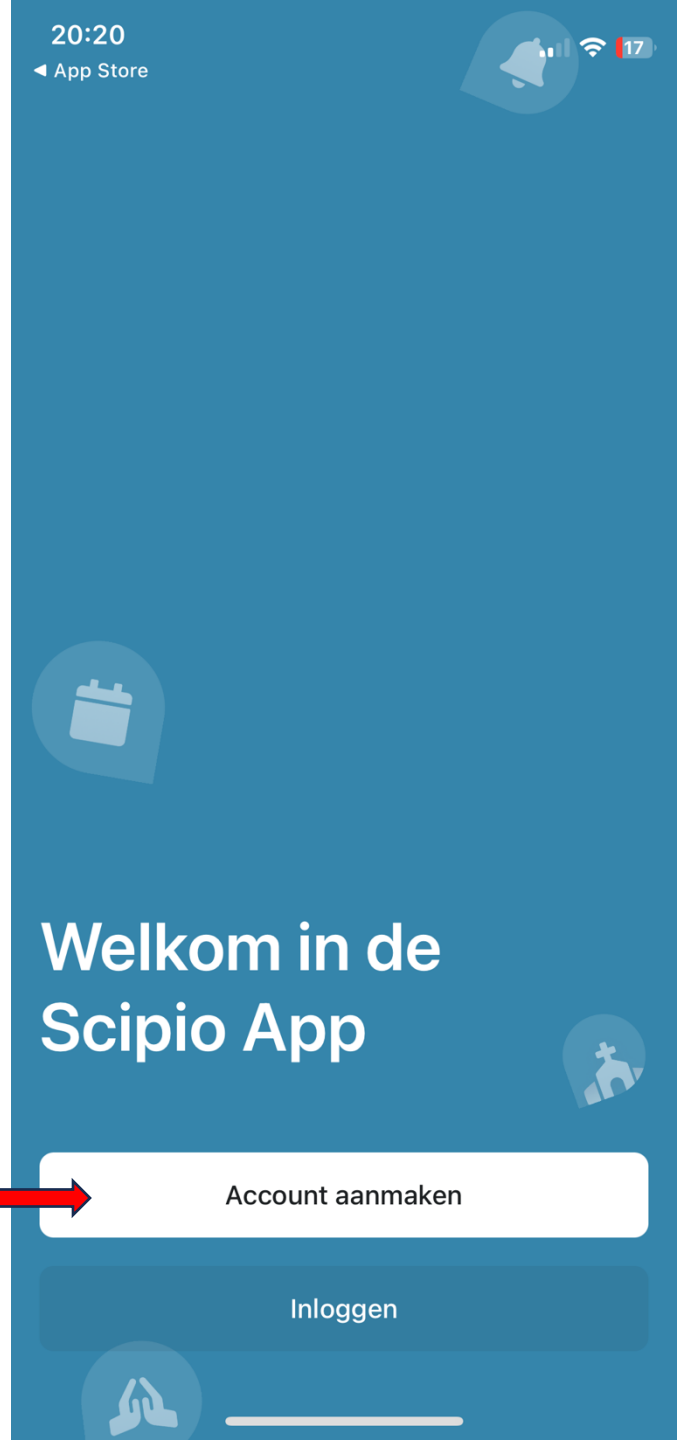 20:20
17
◀ App Store
Welkom in de
Scipio App
Account aanmaken
Inloggen